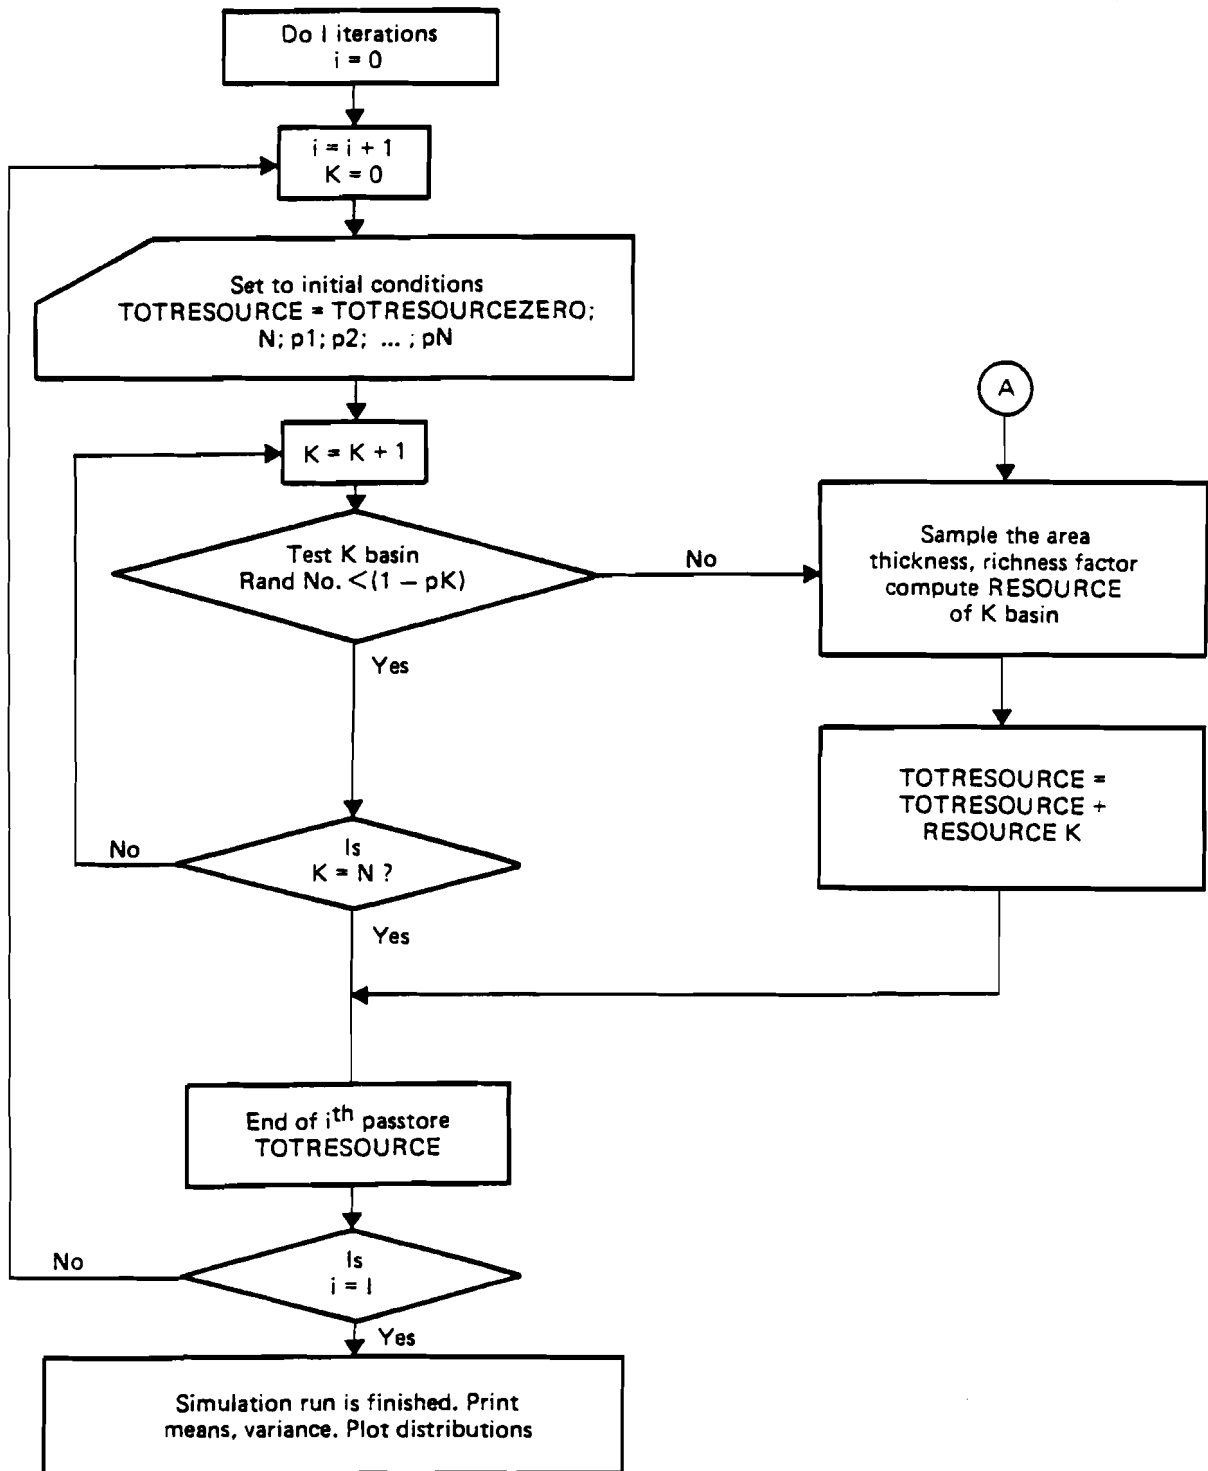 Do I iterations
i = 0
i = i + 1
K = 0
Set to initial conditions
TOTRESOURCE = TOTRESOURCEZERO;
N; p1; p2; ... ; pN
K = K + 1
Test K basin
Rand No. <(1 – pK)
No
Yes
A
Sample the area
thickness, richness factor
compute RESOURCE
of K basin
TOTRESOURCE =
TOTRESOURCE +
RESOURCE K
Is
K = N ?
No
Yes
End of ith passtore
TOTRESOURCE
Is
i = I
No
Yes
Simulation run is finished. Print
means, variance. Plot distributions